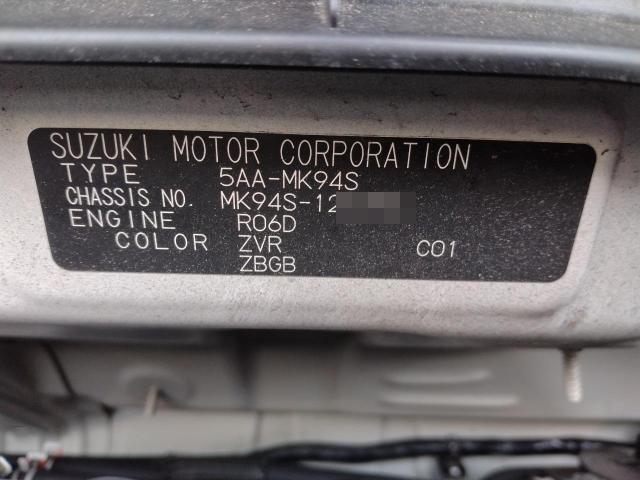 SUZUKI MOTOR CORPORATION
TYPE 5AA-MK94S
CHASSIS NO. MK94S-12
ENGINE R06D
COLOR ZVR C01
ZBGB